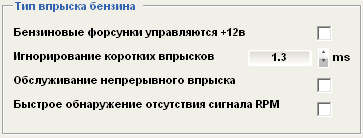 Тип впрыска бензина
Бензиновые форсунки управляются +12в
Игнорирование коротких впрысков 1.3 ms
Обслуживание непрерывного впрыска
Быстрое обнаружение отсутствия сигнала RPM